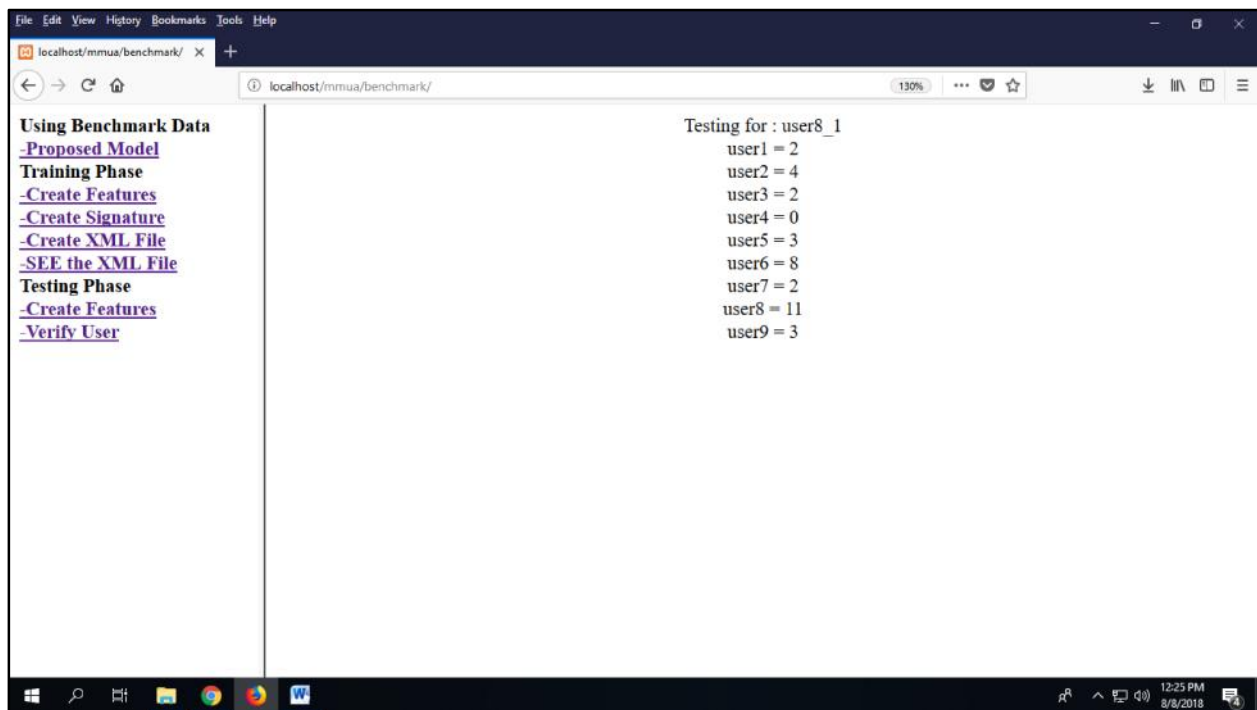 File Edit View History Bookmarks Tools Help
localhost/mmua/benchmark/
localhost/mmua/benchmark/
130%
Using Benchmark Data
-Proposed Model
Training Phase
-Create Features
-Create Signature
-Create XML File
-SEE the XML File
Testing Phase
-Create Features
-Verify User
Testing for : user8_1
user1 = 2
user2 = 4
user3 = 2
user4 = 0
user5 = 3
user6 = 8
user7 = 2
user8 = 11
user9 = 3
W
12:25 PM
8/8/2018
4